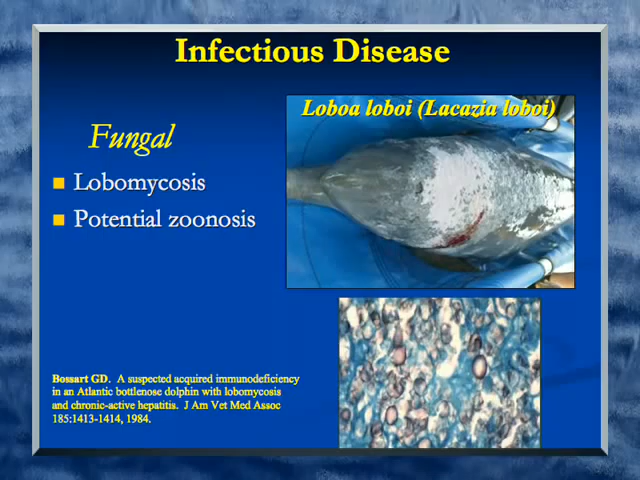 Infectious Disease
Loboa loboi (Lacazia loboi)
Fungal
Lobomycosis
Potential zoonosis
Bossart GD. A suspected acquired immunodeficiency
in an Atlantic bottlenose dolphin with lobomycosis
and chronic-active hepatitis. J Am Vet Med Assoc
185:1413-1414, 1984.